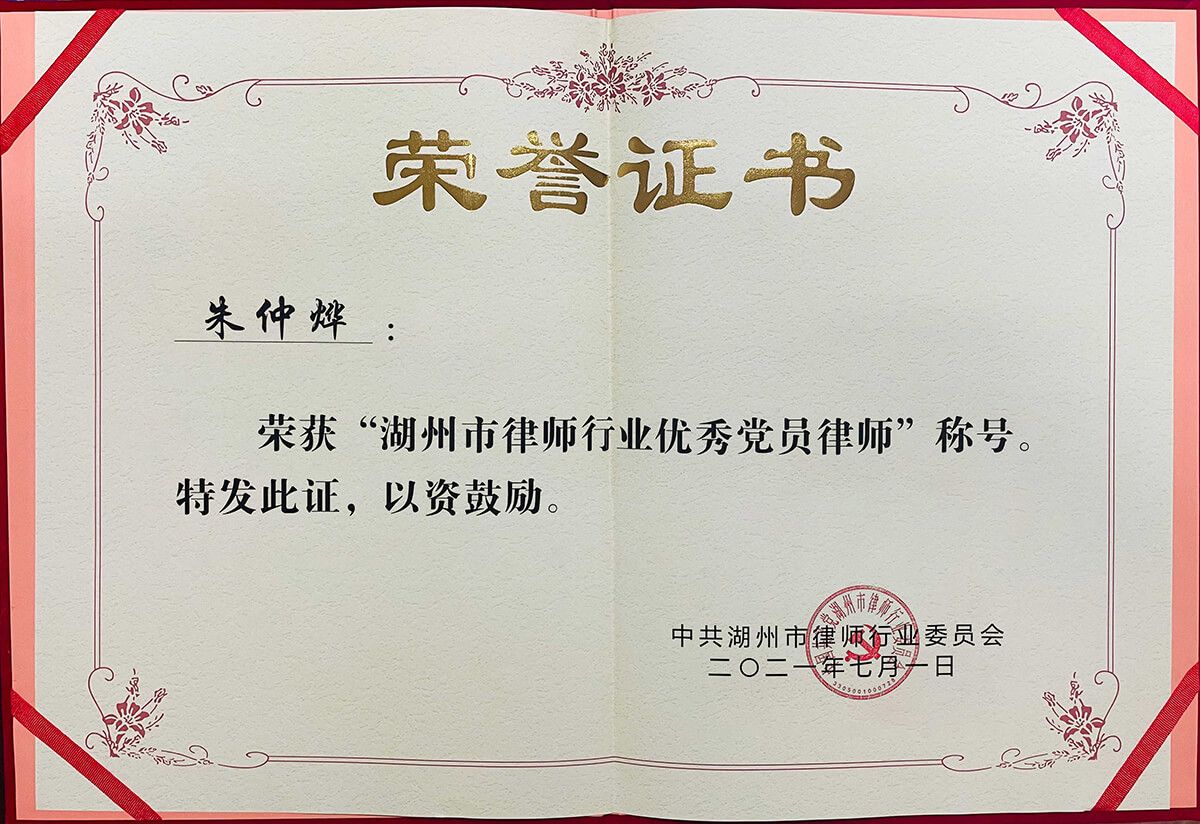 荣誉证书
朱仲烨：
荣获“湖州市律师行业优秀党员律师”称号。
特发此证，以资鼓励。
中共湖州市律师行业委员会
二〇二一年七月一日